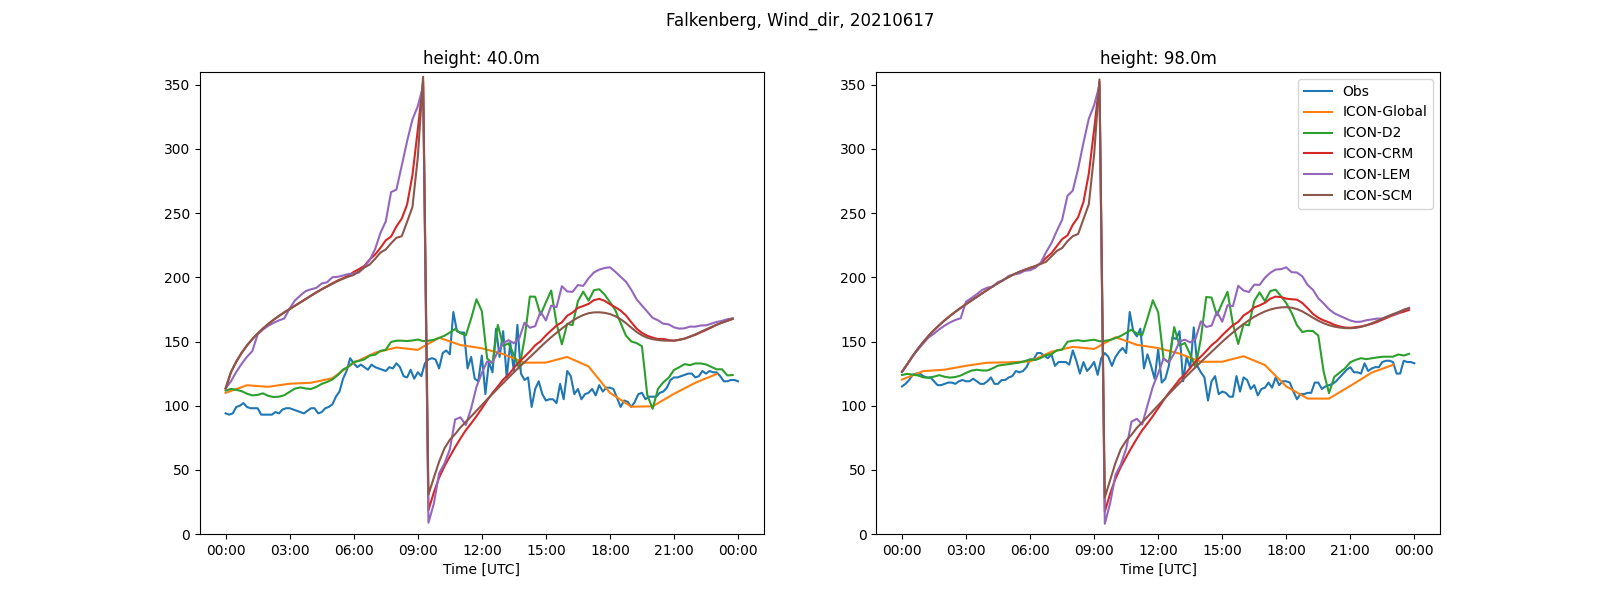 Falkenberg, Wind_dir, 20210617
height: 40.0m
350
300
250
200
150
100
50
0
00:00 03:00 06:00 09:00 12:00 15:00 18:00 21:00 00:00
Time [UTC]
height: 98.0m
350
300
250
200
150
100
50
0
00:00 03:00 06:00 09:00 12:00 15:00 18:00 21:00 00:00
Time [UTC]
Obs
ICON-Global
ICON-D2
ICON-CRM
ICON-LEM
ICON-SCM